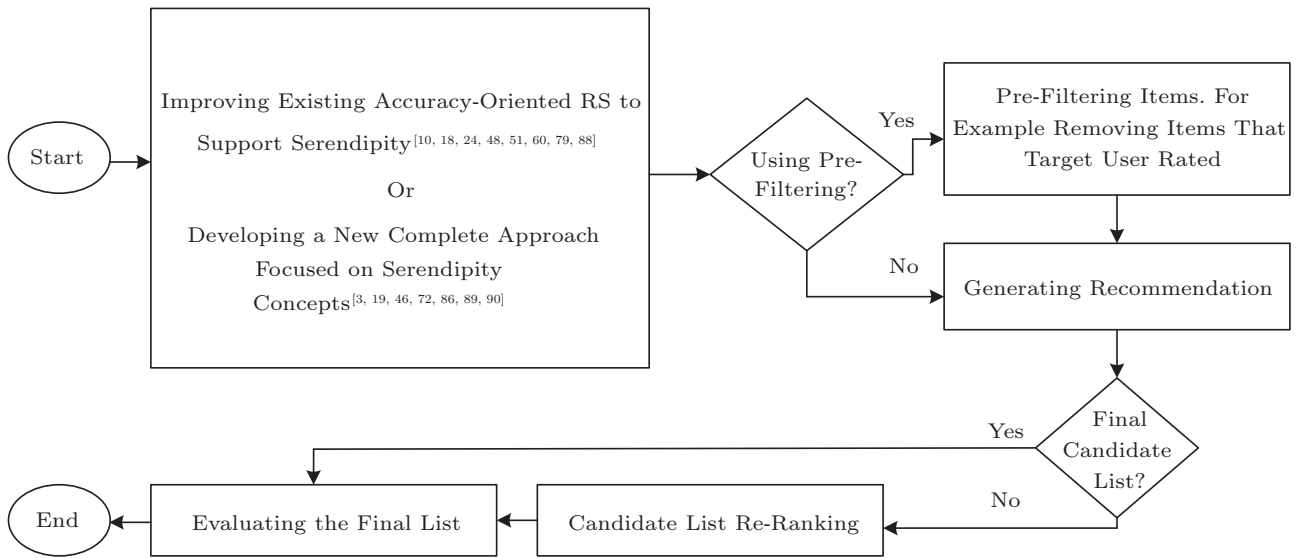 Start
Improving Existing Accuracy-Oriented RS to
Support Serendipity[10, 18, 24, 48, 51, 60, 79, 88]
Or
Developing a New Complete Approach
Focused on Serendipity
Concepts[3, 19, 46, 72, 86, 89, 90]
Using Pre-
Filtering?
Yes
Pre-Filtering Items. For
Example Removing Items That
Target User Rated
No
Generating Recommendation
Final
Candidate
List?
Yes
No
Candidate List Re-Ranking
Evaluating the Final List
End